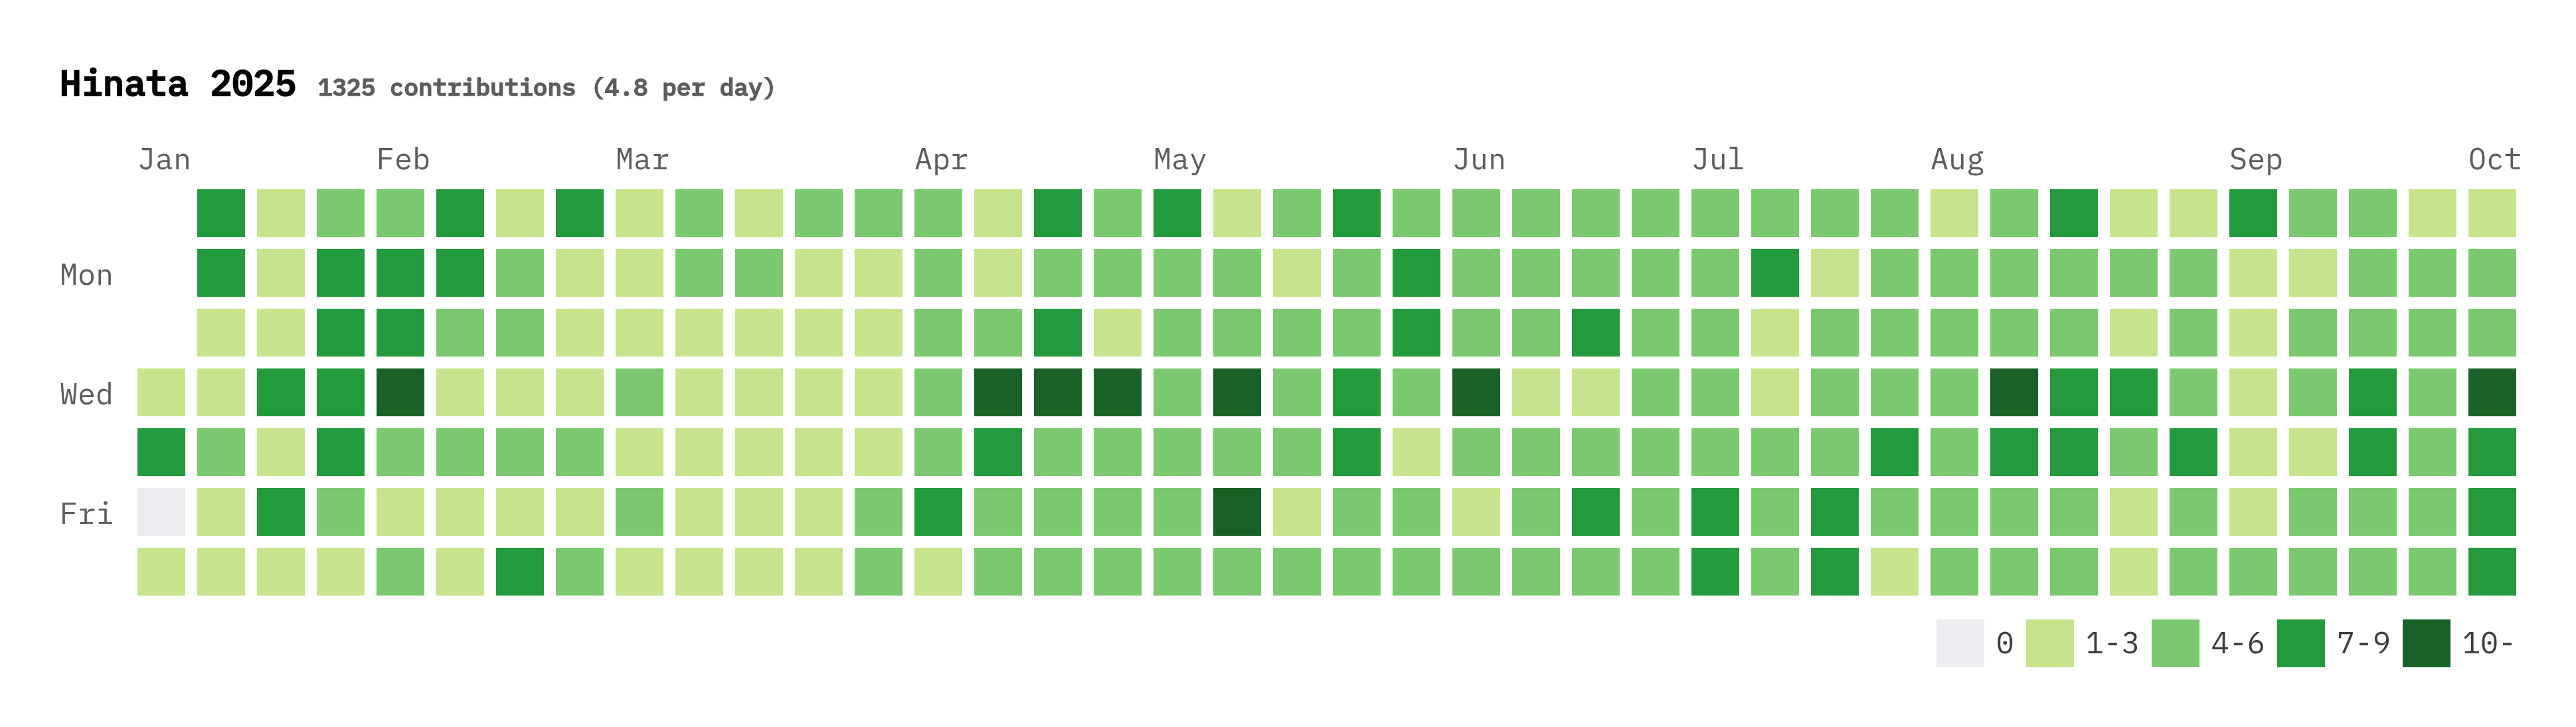 Hinata 2025 1325 contributions (4.8 per day)
Jan Feb Mar Apr May Jun Jul Aug Sep Oct
Mon
Wed
Fri
0 1-3 4-6 7-9 10-